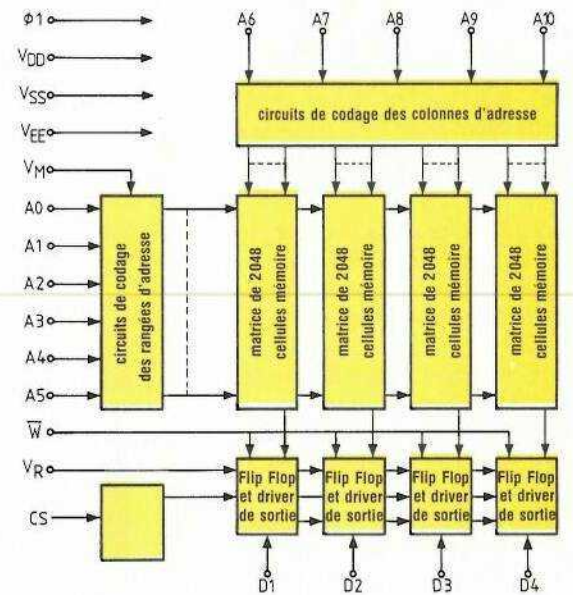 Φ1
VDD
VSS
VEE
VM
A0
A1
A2
A3
A4
A5
W̅
VR
CS
A6 A7 A8 A9 A10
circuits de codage des colonnes d'adresse
circuits de codage
des rangées d'adresse
matrice de 2048
cellules mémoire
matrice de 2048
cellules mémoire
matrice de 2048
cellules mémoire
matrice de 2048
cellules mémoire
Flip Flop
et driver
de sortie
Flip Flop
et driver
de sortie
Flip Flop
et driver
de sortie
Flip Flop
et driver
de sortie
D1 D2 D3 D4